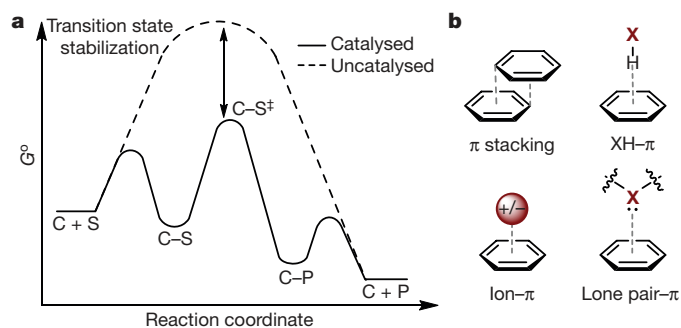 a
Transition state
stabilization
Catalysed
Uncatalysed
C–S‡
G°
C + S
C–S
C–P
C + P
Reaction coordinate
b
X
H
π stacking
XH–π
+/–
X
Ion–π
Lone pair–π